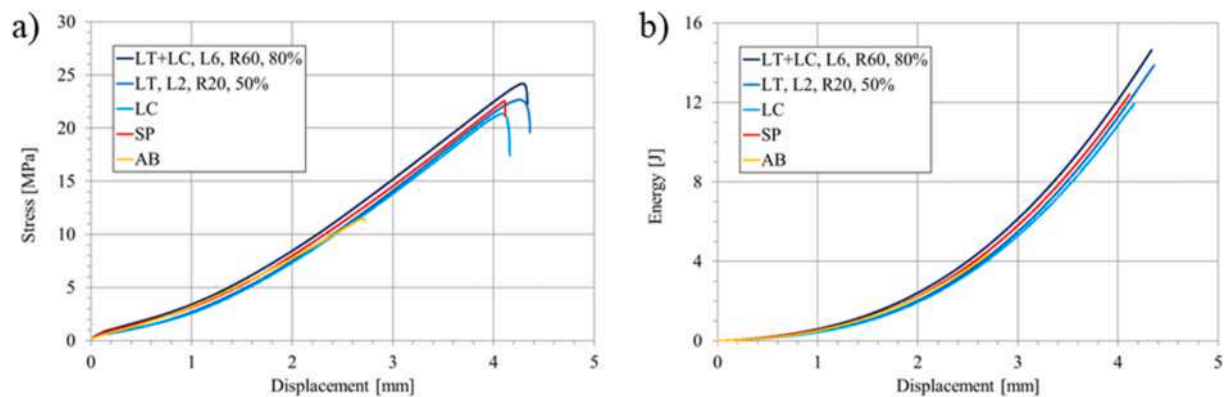 a)
30
25
20
15
10
5
0
Stress [MPa]
LT+LC, L6, R60, 80%
LT, L2, R20, 50%
LC
SP
AB
0 1 2 3 4 5
Displacement [mm]
b)
16
12
8
4
0
Energy [J]
LT+LC, L6, R60, 80%
LT, L2, R20, 50%
LC
SP
AB
0 1 2 3 4 5
Displacement [mm]